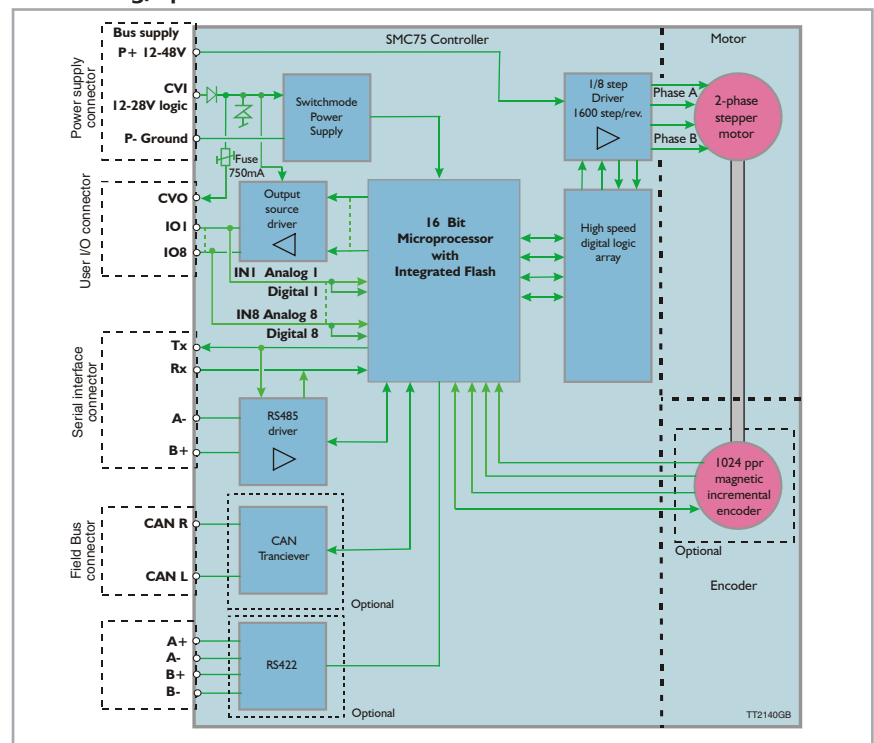 Bus supply
P+ 12-48V
CVI
12-28V logic
P- Ground
Power supply
connector
SMC75 Controller
Motor
Switchmode
Power
Supply
1/8 step
Driver
1600 step/rev.
Phase A
Phase B
2-phase
stepper
motor
Fuse
750mA
User I/O connector
CVO
IO1
IO8
Output
source
driver
16 Bit
Microprocessor
with
Integrated Flash
High speed
digital logic
array
IN1 Analog 1
Digital 1
IN8 Analog 8
Digital 8
Serial interface
connector
Tx
Rx
A-
B+
RS485
driver
1024 ppr
magnetic
incremental
encoder
Optional
Encoder
Field Bus
connector
CAN R
CAN L
CAN
Tranciever
Optional
A+
A-
B+
B-
RS422
Optional
TT2140GB